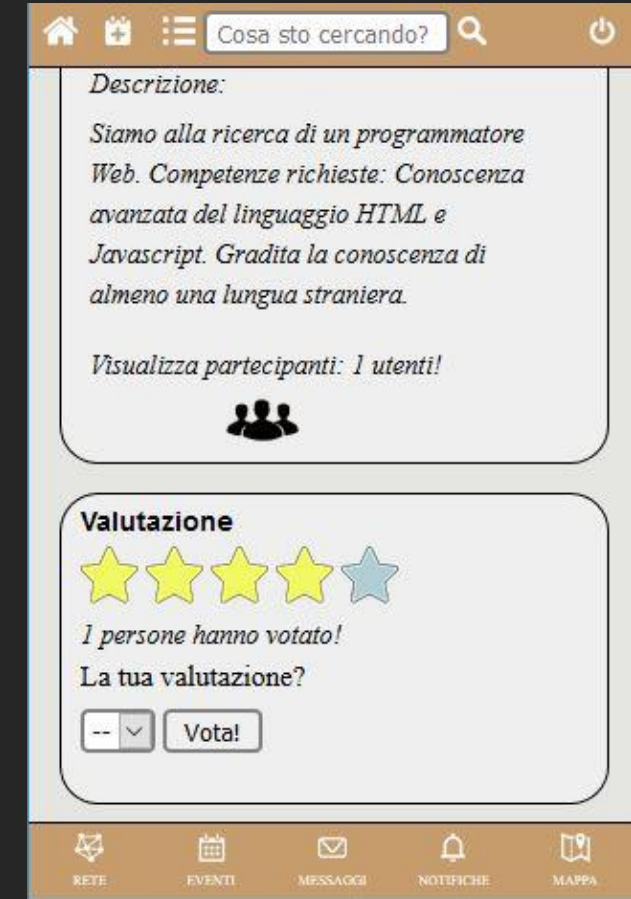 Cosa sto cercando?
Descrizione:
Siamo alla ricerca di un programmatore
Web. Competenze richieste: Conoscenza
avanzata del linguaggio HTML e
Javascript. Gradita la conoscenza di
almeno una lungua straniera.
Visualizza partecipanti: 1 utenti!
Valutazione
1 persone hanno votato!
La tua valutazione?
-- Vota!
RETE EVENTI MESSAGGI NOTIFICHE MAPPA